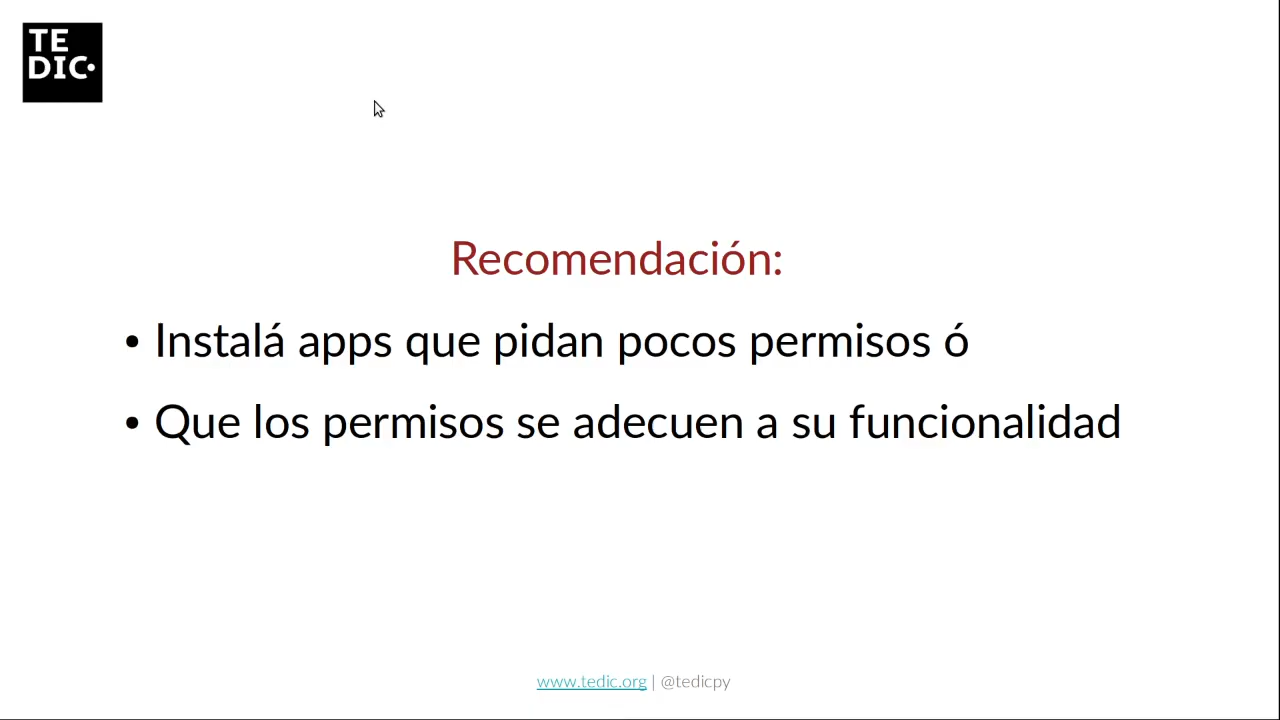 TE
DIC
Recomendación:
• Instalá apps que pidan pocos permisos ó
• Que los permisos se adecuen a su funcionalidad
www.tedic.org | @tedicpy